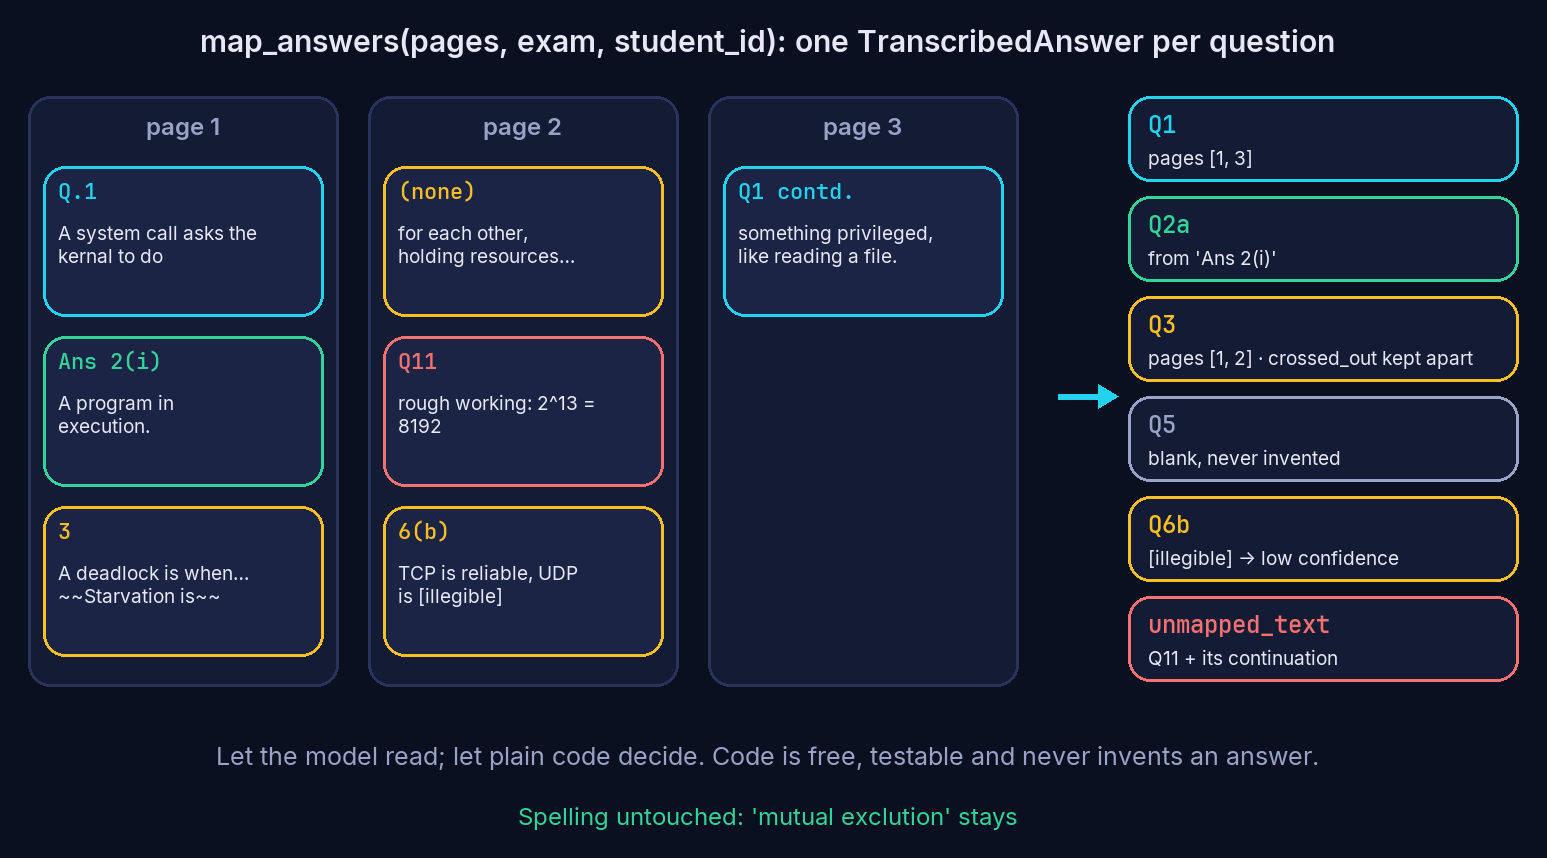 map_answers(pages, exam, student_id): one TranscribedAnswer per question
page 1
Q.1
A system call asks the
kernal to do
Ans 2(i)
A program in
execution.
3
A deadlock is when...
~~Starvation is~~
page 2
(none)
for each other,
holding resources...
Q11
rough working: 2^13 =
8192
6(b)
TCP is reliable, UDP
is [illegible]
page 3
Q1 contd.
something privileged,
like reading a file.
Q1
pages [1, 3]
Q2a
from 'Ans 2(i)'
Q3
pages [1, 2] · crossed_out kept apart
Q5
blank, never invented
Q6b
[illegible] → low confidence
unmapped_text
Q11 + its continuation
Let the model read; let plain code decide. Code is free, testable and never invents an answer.
Spelling untouched: 'mutual exclution' stays